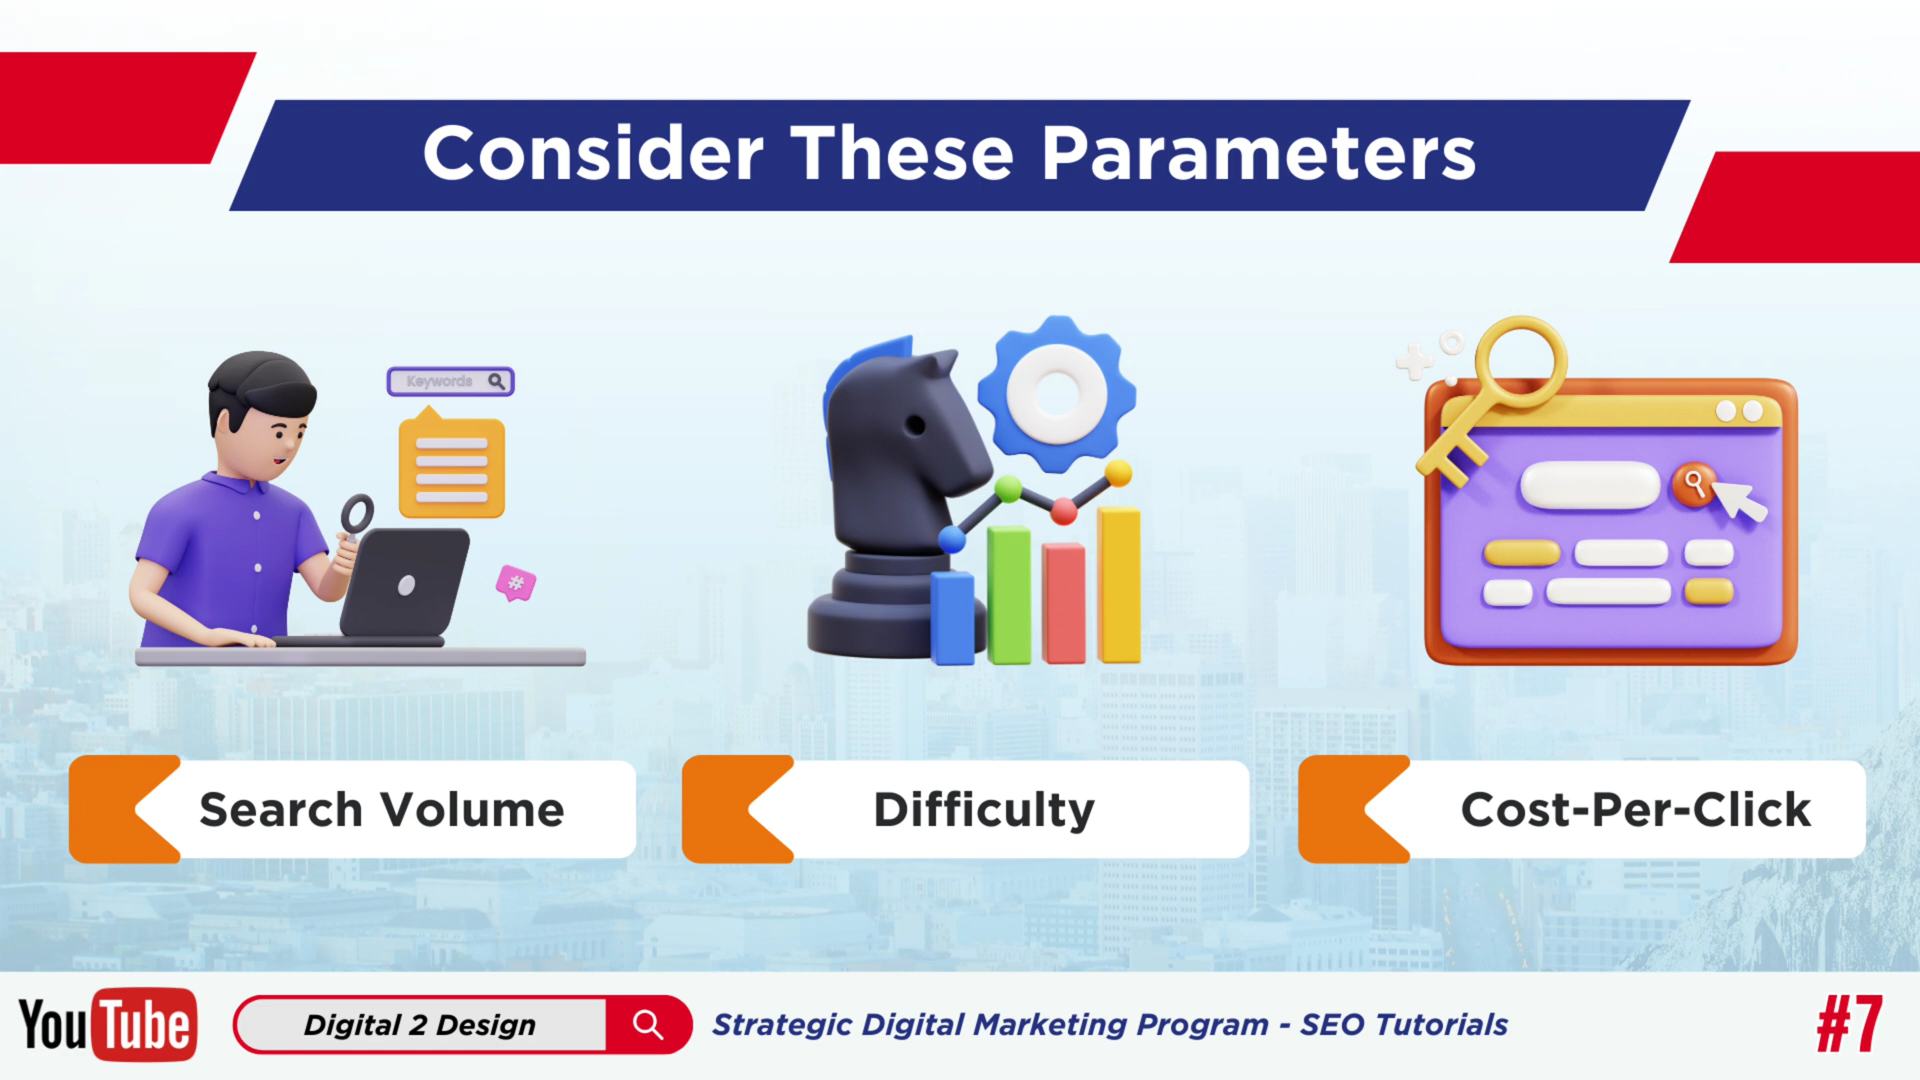 Consider These Parameters
Keywords
#
Search Volume
Difficulty
Cost-Per-Click
YouTube
Digital 2 Design
Strategic Digital Marketing Program - SEO Tutorials
#7